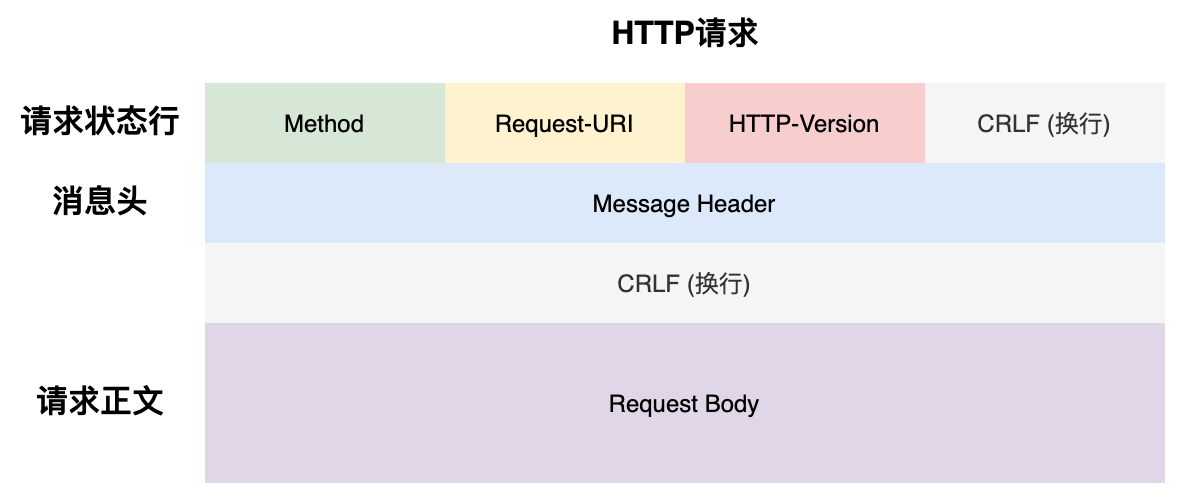 HTTP请求
请求状态行 Method Request-URI HTTP-Version CRLF (换行)
消息头 Message Header
CRLF (换行)
请求正文 Request Body